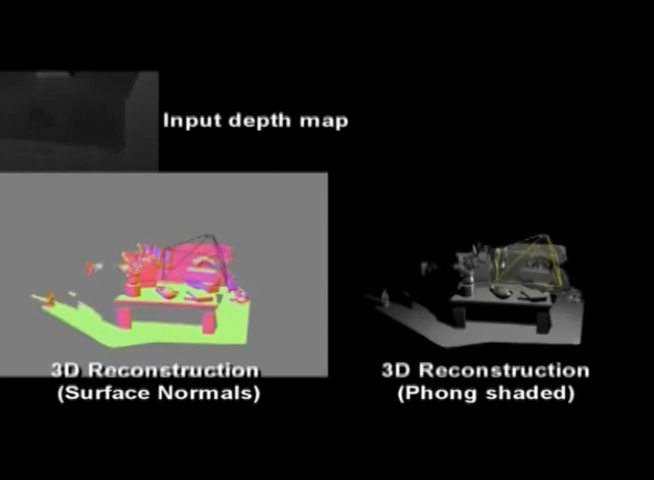 Input depth map
3D Reconstruction
(Surface Normals)
3D Reconstruction
(Phong shaded)